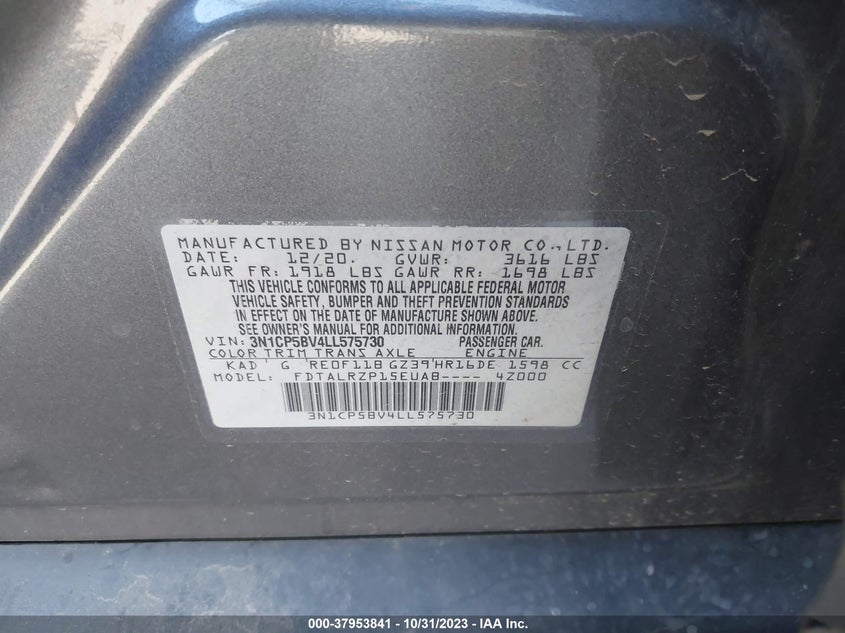 MANUFACTURED BY NISSAN MOTOR CO.,LTD.
DATE: 12/20. GVWR: 3616 LBS
GAWR FR: 1918 LBS GAWR RR: 1698 LBS
THIS VEHICLE CONFORMS TO ALL APPLICABLE FEDERAL MOTOR
VEHICLE SAFETY, BUMPER AND THEFT PREVENTION STANDARDS
IN EFFECT ON THE DATE OF MANUFACTURE SHOWN ABOVE.
SEE OWNER'S MANUAL FOR ADDITIONAL INFORMATION.
VIN: 3N1CP5BV4LL575730 PASSENGER CAR.
COLOR TRIM TRANS AXLE ENGINE
KAD G RE0F11B GZ39 HR16DE 1598 CC
MODEL: FDTALRZP15EUAB---- 4Z000
3N1CP5BV4LL575730
000-37953841 / 10/31/2023 - IAA Inc.